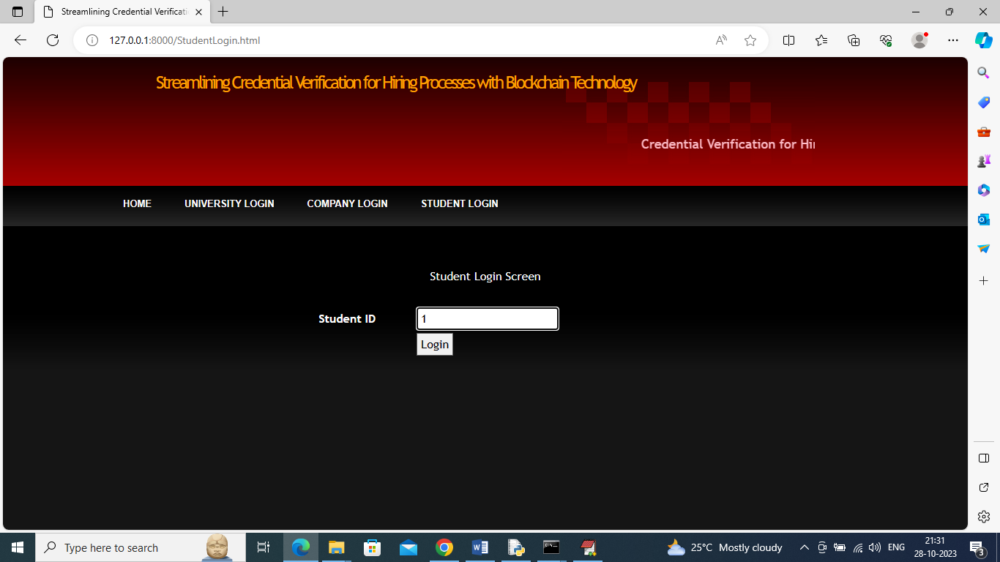 Streamlining Credential Verificati
127.0.0.1:8000/StudentLogin.html
Streamlining Credential Verification for Hiring Processes with Blockchain Technology
Credential Verification for Hir
HOME UNIVERSITY LOGIN COMPANY LOGIN STUDENT LOGIN
Student Login Screen
Student ID 1
Login
Type here to search
25°C Mostly cloudy
ENG
21:31
28-10-2023
3